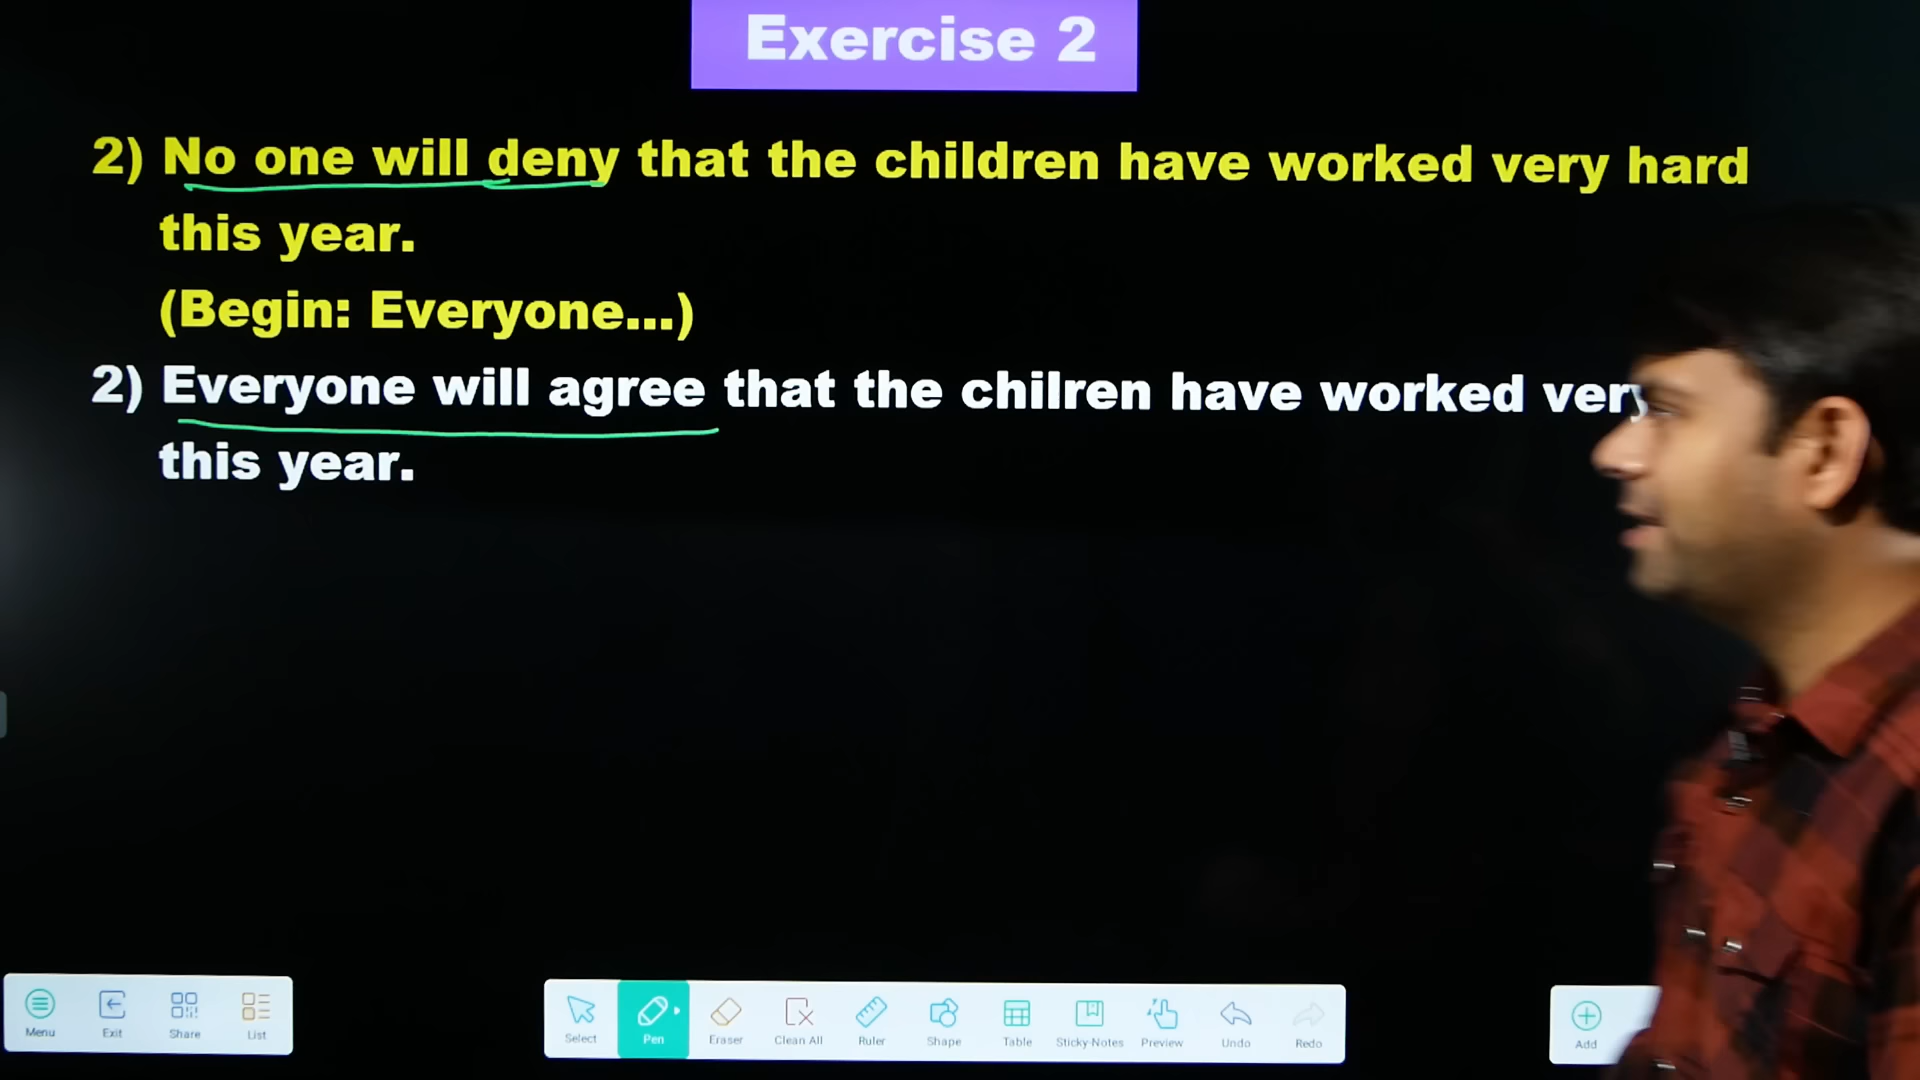 Exercise 2
2) No one will deny that the children have worked very hard
this year.
(Begin: Everyone...)
2) Everyone will agree that the chilren have worked very
this year.
Menu
Exit
Share
List
Select
Pen
Eraser
Clean All
Ruler
Shape
Table
Sticky-Notes
Preview
Undo
Redo
Add